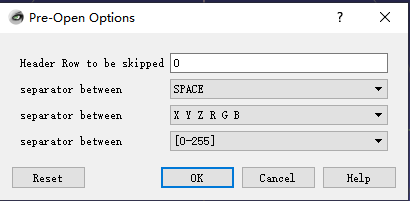 Pre-Open Options
Header Row to be skipped 0
separator between SPACE
separator between X Y Z R G B
separator between [0-255]
Reset OK Cancel Help